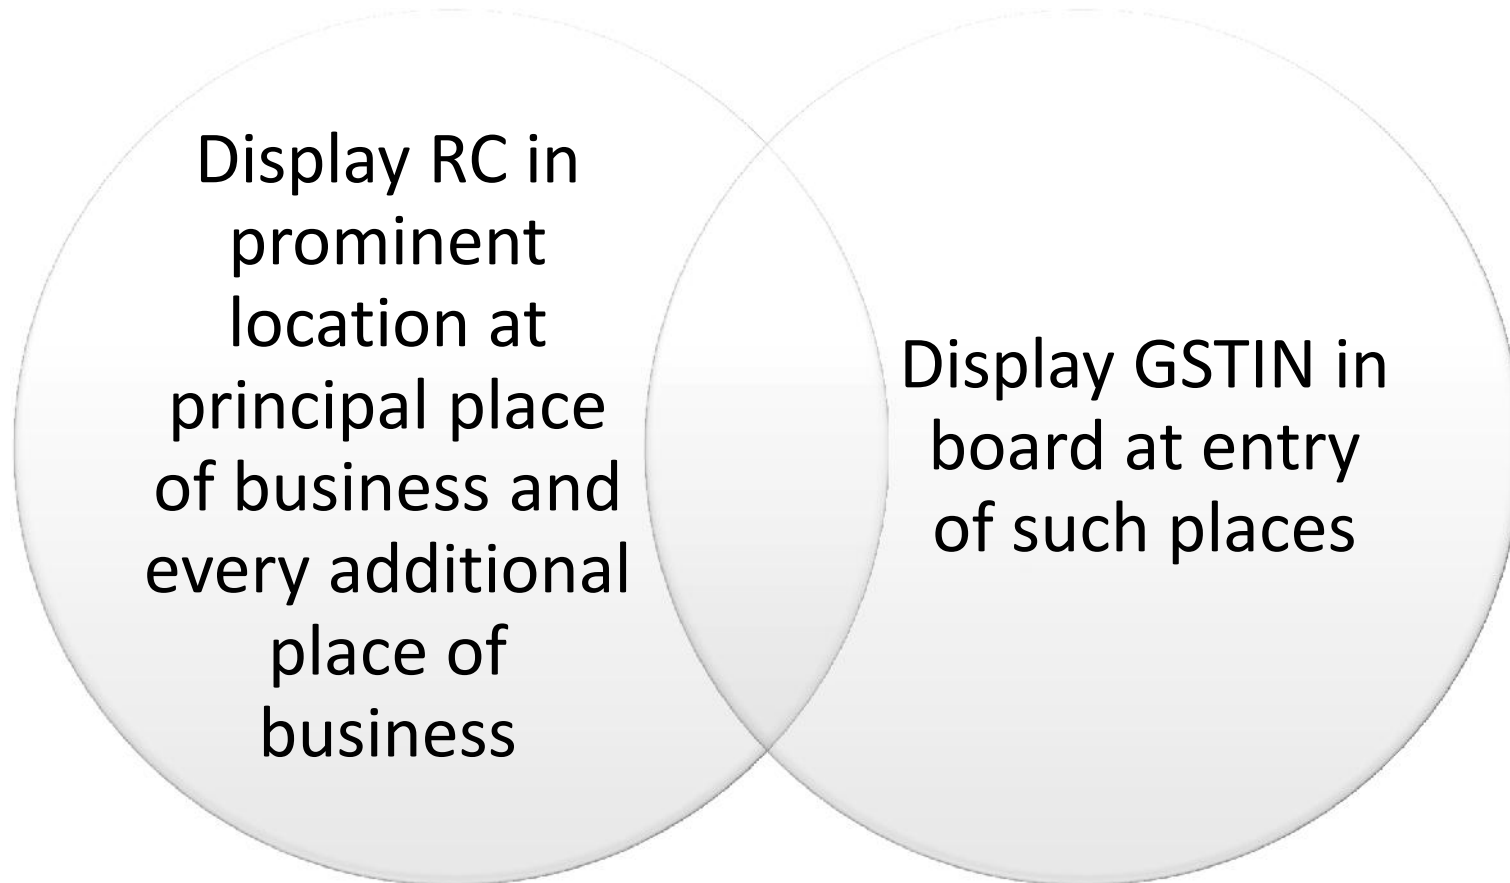 Display RC in
prominent
location at
principal place
of business and
every additional
place of
business
Display GSTIN in
board at entry
of such places